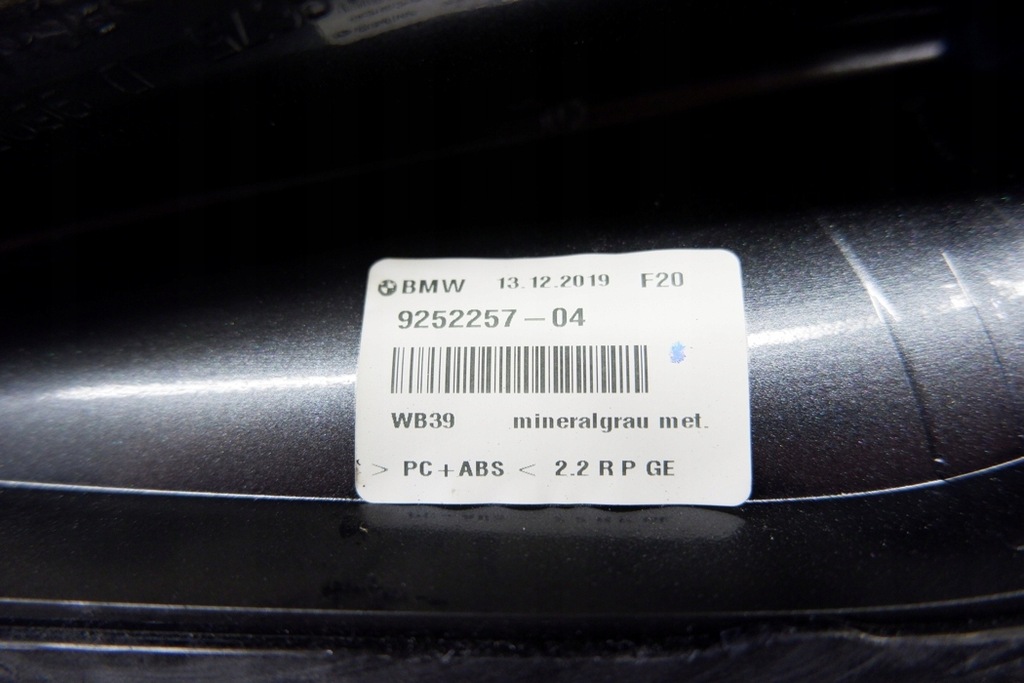 BMW 13.12.2019 F20
9252257-04
WB39 mineralgrau met.
> PC+ABS < 2.2 R P GE